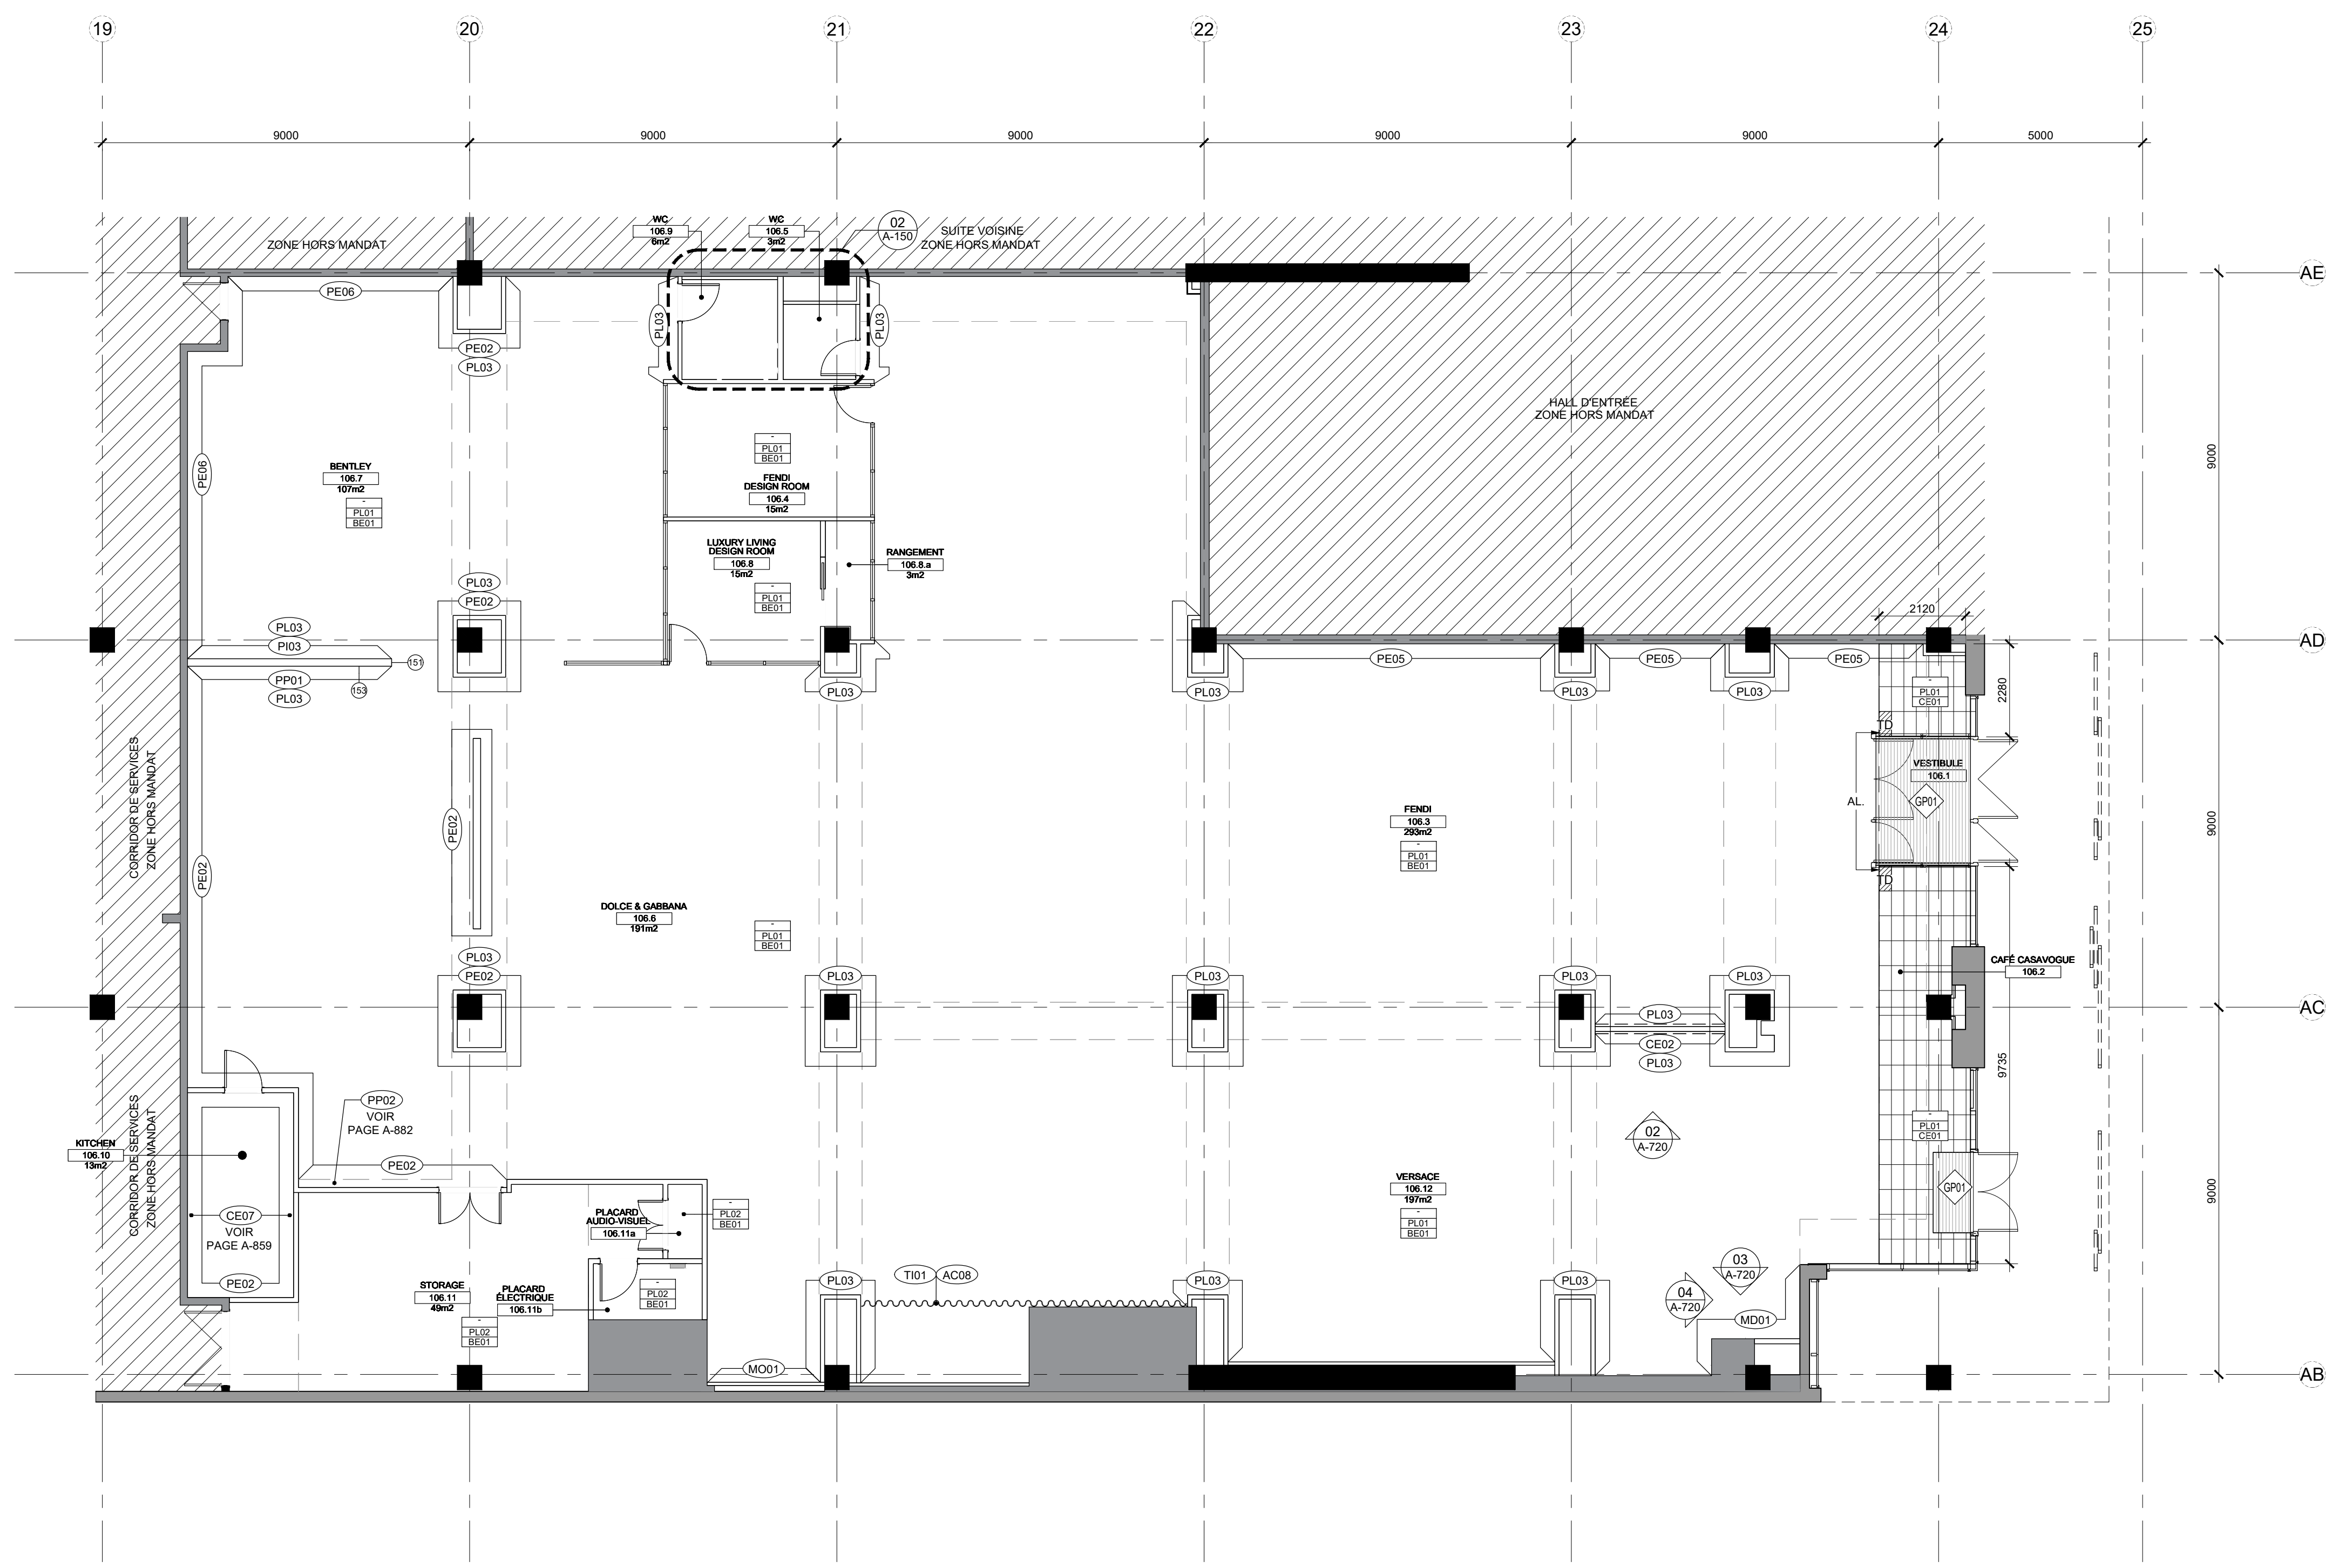 19
20
21
22
23
24
25
9000
9000
9000
9000
9000
5000
ZONE HORS MANDAT
WC
106.9
6m2
WC
106.5
3m2
02
A-150
SUITE VOISINE
ZONE HORS MANDAT
AE
PE06
PE02
PL03
PL03
PL03
HALL D'ENTRÉE
ZONE HORS MANDAT
9000
PE06
BENTLEY
106.7
107m2
-
PL01
BE01
-
PL01
BE01
FENDI
DESIGN ROOM
106.4
15m2
LUXURY LIVING
DESIGN ROOM
106.8
15m2
-
PL01
BE01
RANGEMENT
106.8.a
3m2
PL03
PE02
2120
AD
PL03
PI03
151
PP01
153
PL03
PL03
PL03
PE05
PL03
PE05
PL03
PE05
-
PL01
CE01
2280
TD
CORRIDOR DE SERVICES
ZONE HORS MANDAT
PE02
PE02
VESTIBULE
106.1
GP01
AL.
TD
FENDI
106.3
293m2
-
PL01
BE01
9000
DOLCE & GABBANA
106.6
191m2
-
PL01
BE01
PL03
PE02
PL03
PL03
PL03
PL03
CAFÉ CASAVOGUE
106.2
AC
PL03
CE02
PL03
9735
CORRIDOR DE SERVICES
ZONE HORS MANDAT
PP02
VOIR
PAGE A-882
KITCHEN
106.10
13m2
PE02
CE07
VOIR
PAGE A-859
PE02
02
A-720
-
PL01
CE01
VERSACE
106.12
197m2
-
PL01
BE01
GP01
9000
PLACARD
AUDIO-VISUEL
106.11a
-
PL02
BE01
STORAGE
106.11
49m2
PLACARD
ÉLECTRIQUE
106.11b
-
PL02
BE01
-
PL02
BE01
PL03
TI01
AC08
PL03
PL03
03
A-720
04
A-720
MD01
MO01
AB